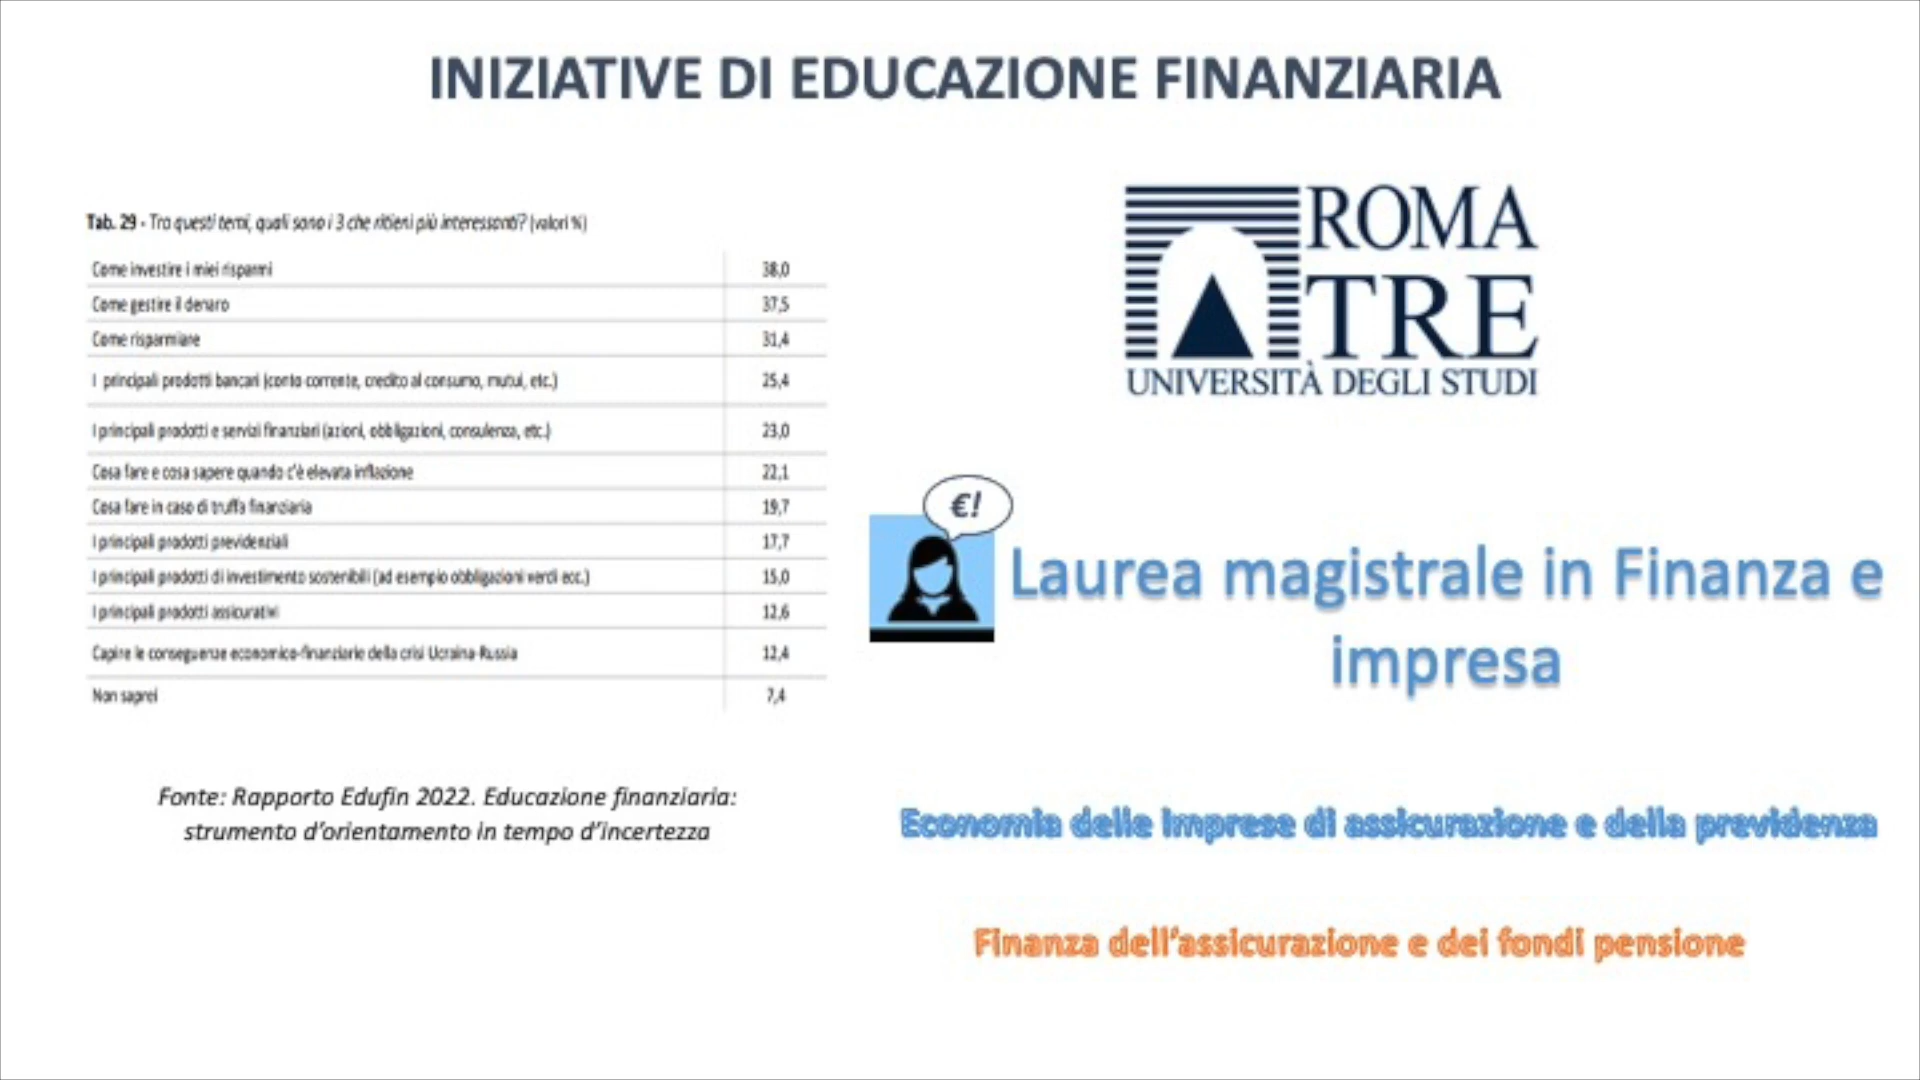 INIZIATIVE DI EDUCAZIONE FINANZIARIA
Tab. 29 - Tra questi temi, quali sono i 3 che ritieni più interessanti? (valori %)
Come investire i miei risparmi 38,0
Come gestire il denaro 37,5
Come risparmiare 31,4
I principali prodotti bancari (conto corrente, credito al consumo, mutui, etc.) 25,4
I principali prodotti e servizi finanziari (azioni, obbligazioni, consulenza, etc.) 23,0
Cosa fare e cosa sapere quando c'è elevata inflazione 22,1
Cosa fare in caso di truffa finanziaria 19,7
I principali prodotti previdenziali 17,7
I principali prodotti di investimento sostenibili (ad esempio obbligazioni verdi ecc.) 15,0
I principali prodotti assicurativi 12,6
Capire le conseguenze economico-finanziarie della crisi Ucraina-Russia 12,4
Non saprei 7,4
Fonte: Rapporto Edufin 2022. Educazione finanziaria:
strumento d'orientamento in tempo d'incertezza
ROMA
TRE
UNIVERSITÀ DEGLI STUDI
€!
Laurea magistrale in Finanza e
impresa
Economia delle imprese di assicurazione e della previdenza
Finanza dell'assicurazione e dei fondi pensione